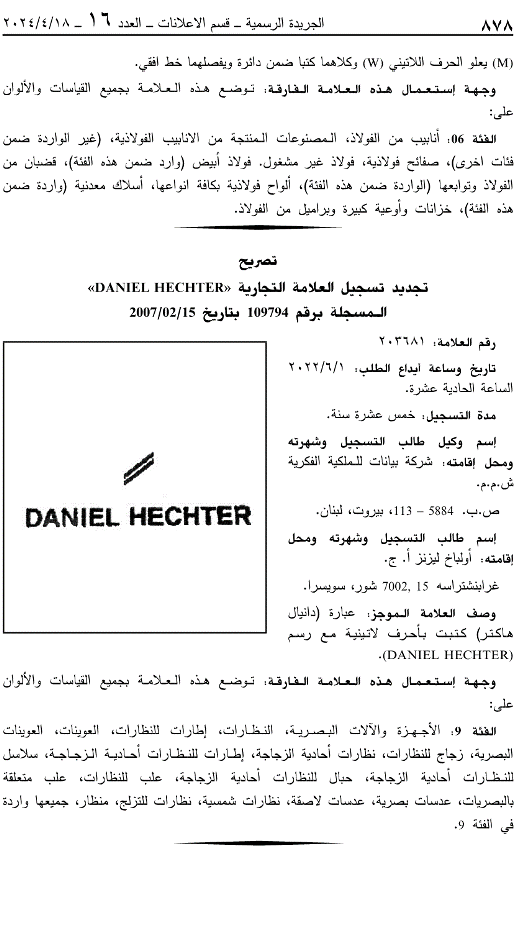 ٨٧٨ الجريدة الرسمية ــ قسم الاعلانات ــ العدد ١٦ ــ ٢٠٢٤/٤/١٨
(M) يعلو الحرف اللاتيني (W) وكلاهما كتبا ضمن دائرة ويفصلهما خط افقي.
وجهة إستعمال هذه العلامة الفارقة: توضع هذه العلامة بجميع القياسات والألوان
على:
الفئة 06: أنابيب من الفولاذ، المصنوعات المنتجة من الانابيب الفولاذية، (غير الواردة ضمن
فئات اخرى)، صفائح فولاذية، فولاذ غير مشغول. فولاذ أبيض (وارد ضمن هذه الفئة)، قضبان من
الفولاذ وتوابعها (الواردة ضمن هذه الفئة)، ألواح فولاذية بكافة انواعها، أسلاك معدنية (واردة ضمن
هذه الفئة)، خزانات وأوعية كبيرة وبراميل من الفولاذ.
تصريح
تجديد تسجيل العلامة التجارية «DANIEL HECHTER»
المسجلة برقم 109794 بتاريخ 2007/02/15
رقم العلامة: ٢٠٣٦٨١
تاريخ وساعة ايداع الطلب: ٢٠٢٢/٦/١
الساعة الحادية عشرة.
مدة التسجيل: خمس عشرة سنة.
إسم وكيل طالب التسجيل وشهرته
ومحل إقامته: شركة بيانات للملكية الفكرية
ش.م.م.
ص.ب. 5884 – 113، بيروت، لبنان.
إسم طالب التسجيل وشهرته ومحل
إقامته: أولباخ ليزنز أ. ج.
غرابنشتراسه 15 ,7002 شور، سويسرا.
وصف العلامة الموجز: عبارة (دانيال
هاكتر) كتبت بأحرف لاتينية مع رسم
(DANIEL HECHTER).
DANIEL HECHTER
وجهة إستعمال هذه العلامة الفارقة: توضع هذه العلامة بجميع القياسات والألوان
على:
الفئة 9: الأجهزة والآلات البصرية، النظارات، إطارات للنظارات، العوينات، العوينات
البصرية، زجاج للنظارات، نظارات أحادية الزجاجة، إطارات للنظارات أحادية الزجاجة، سلاسل
للنظارات أحادية الزجاجة، حبال للنظارات أحادية الزجاجة، علب للنظارات، علب متعلقة
بالبصريات، عدسات بصرية، عدسات لاصقة، نظارات شمسية، نظارات للتزلج، منظار، جميعها واردة
في الفئة 9.